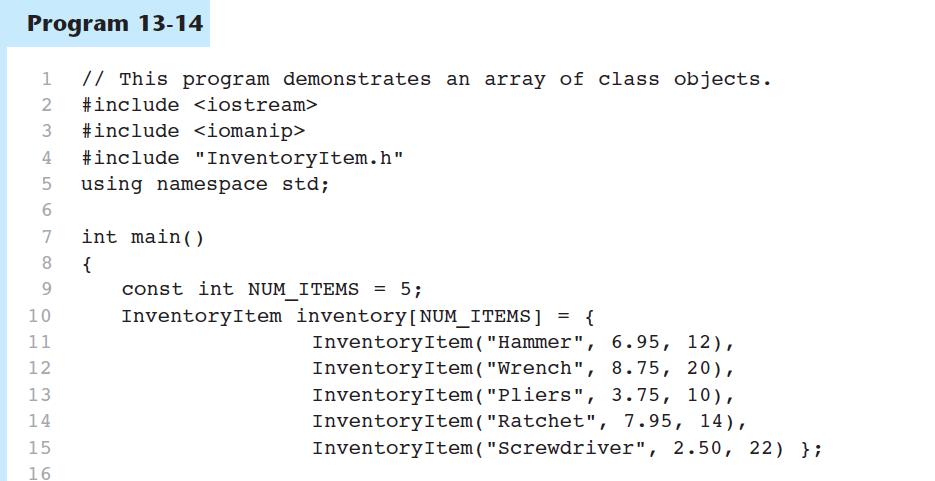 Program 13-14
1 // This program demonstrates an array of class objects.
2 #include <iostream>
3 #include <iomanip>
4 #include "InventoryItem.h"
5 using namespace std;
6
7 int main()
8 {
9 const int NUM_ITEMS = 5;
10 InventoryItem inventory[NUM_ITEMS] = {
11 InventoryItem("Hammer", 6.95, 12),
12 InventoryItem("Wrench", 8.75, 20),
13 InventoryItem("Pliers", 3.75, 10),
14 InventoryItem("Ratchet", 7.95, 14),
15 InventoryItem("Screwdriver", 2.50, 22) };
16